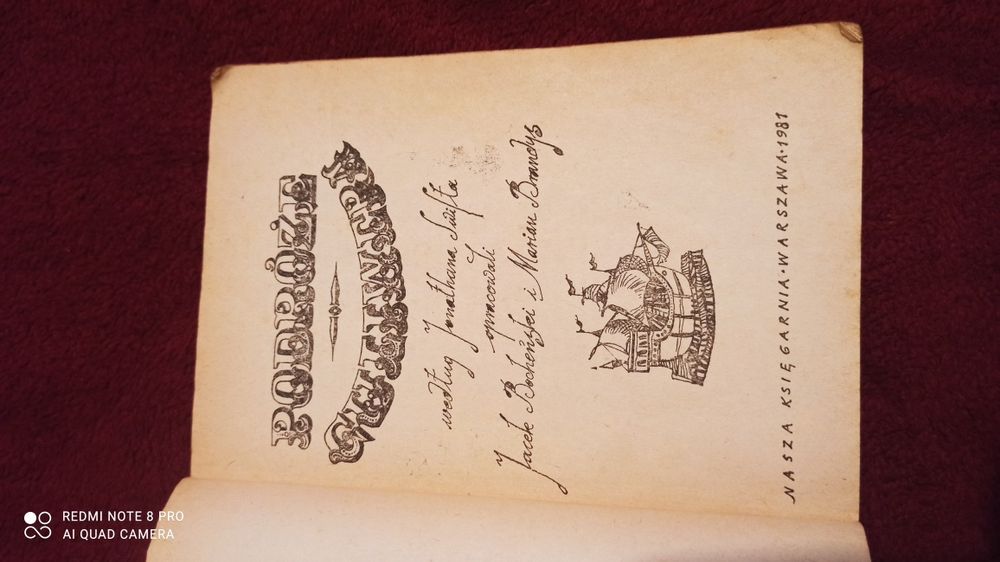 PODRÓŻE
GULIWERA
według Jonathana Swifta
opracowali
Jacek Bocheński i Marian Brandys
NASZA KSIĘGARNIA·WARSZAWA·1981
REDMI NOTE 8 PRO
AI QUAD CAMERA